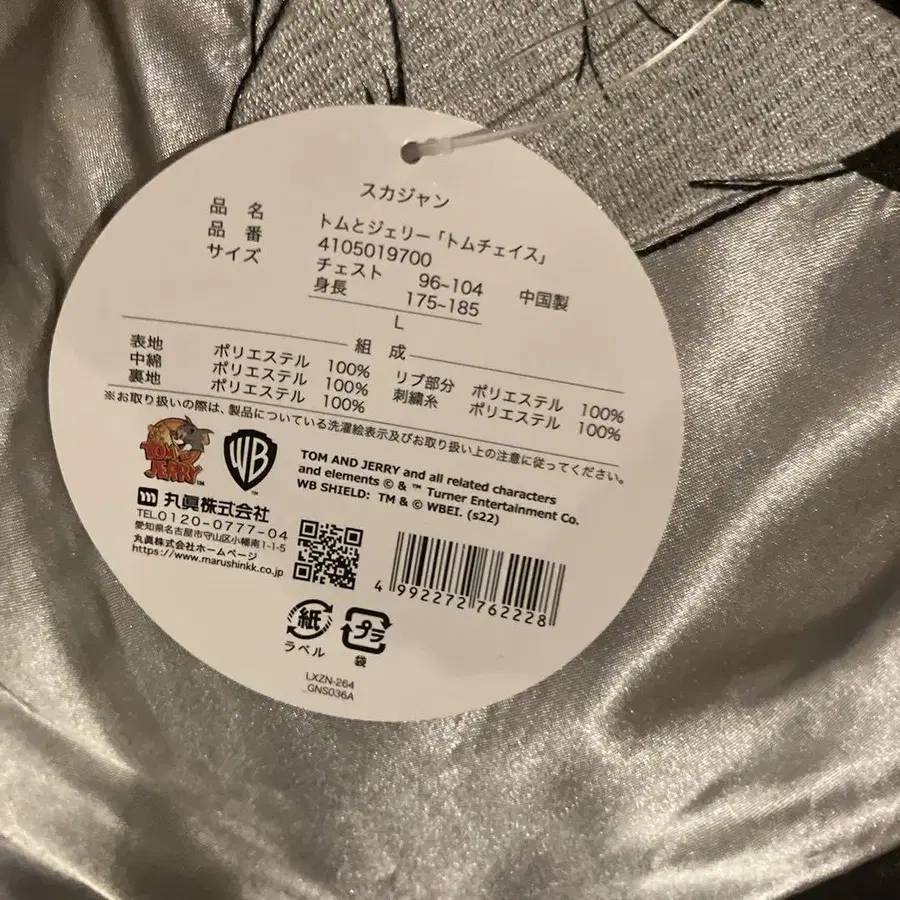 スカジャン
品 名 トムとジェリー「トムチェイス」
品 番 4105019700
サイズ チェスト 96~104 中国製
身長 175~185
L
組 成
表地 ポリエステル 100% リブ部分 ポリエステル 100%
中綿 ポリエステル 100% 刺繍糸 ポリエステル 100%
裏地 ポリエステル 100%
※お取り扱いの際は、製品についている洗濯絵表示及びお取り扱い上の注意に従ってください。
TOM AND JERRY TM
WB TM
TOM AND JERRY and all related characters
and elements © & ™ Turner Entertainment Co.
WB SHIELD: TM & © WBEI. (s22)
丸眞株式会社
TEL0120-0777-04
愛知県名古屋市守山区小幡南1-1-5
丸眞株式会社ホームページ
https://www.marushinkk.co.jp
4 992272 762228
紙
ラベル
プラ
袋
LXZN-264
_GNS036A